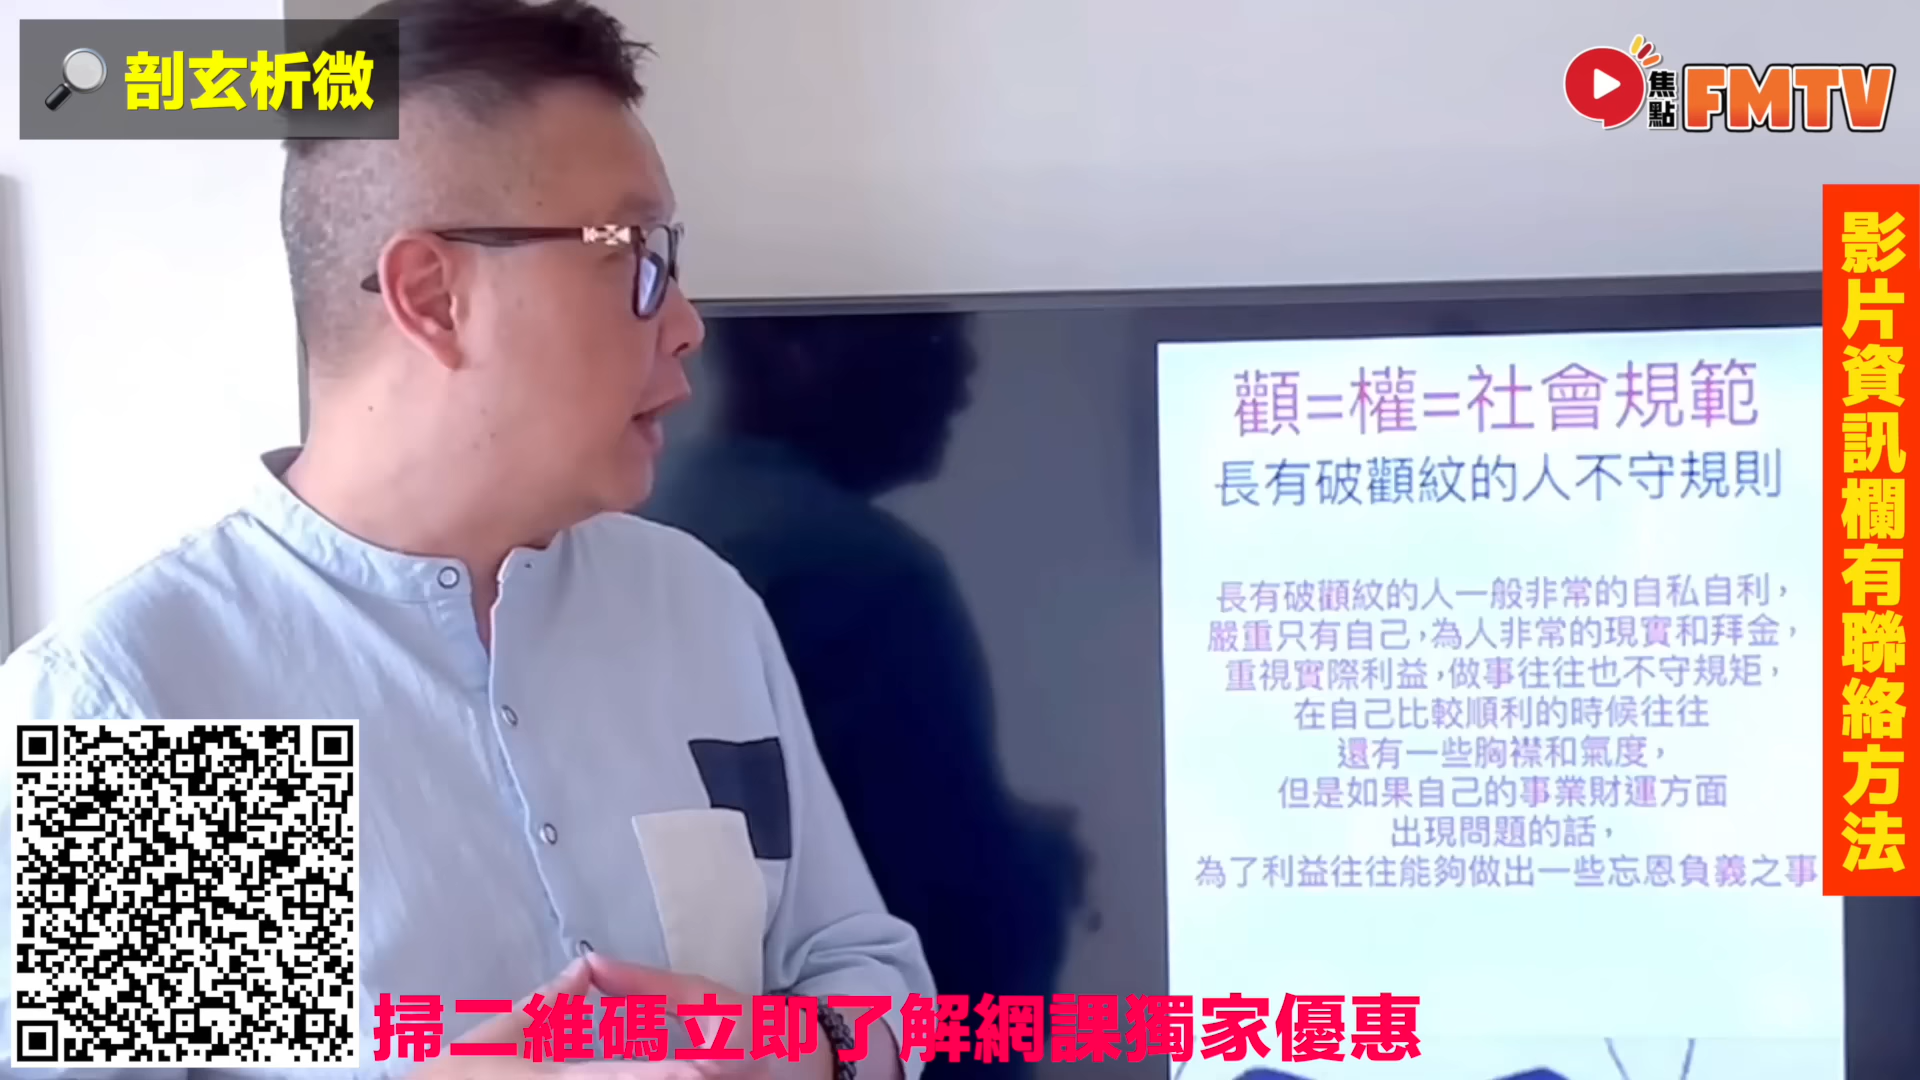 剖玄析微
焦點 FMTV
影片資訊欄有聯絡方法
顴=權=社會規範
長有破顴紋的人不守規則
長有破顴紋的人一般非常的自私自利，
嚴重只有自己，為人非常的現實和拜金，
重視實際利益，做事往往也不守規矩，
在自己比較順利的時候往往
還有一些胸襟和氣度，
但是如果自己的事業財運方面
出現問題的話，
為了利益往往能夠做出一些忘恩負義之事
掃二維碼立即了解網課獨家優惠